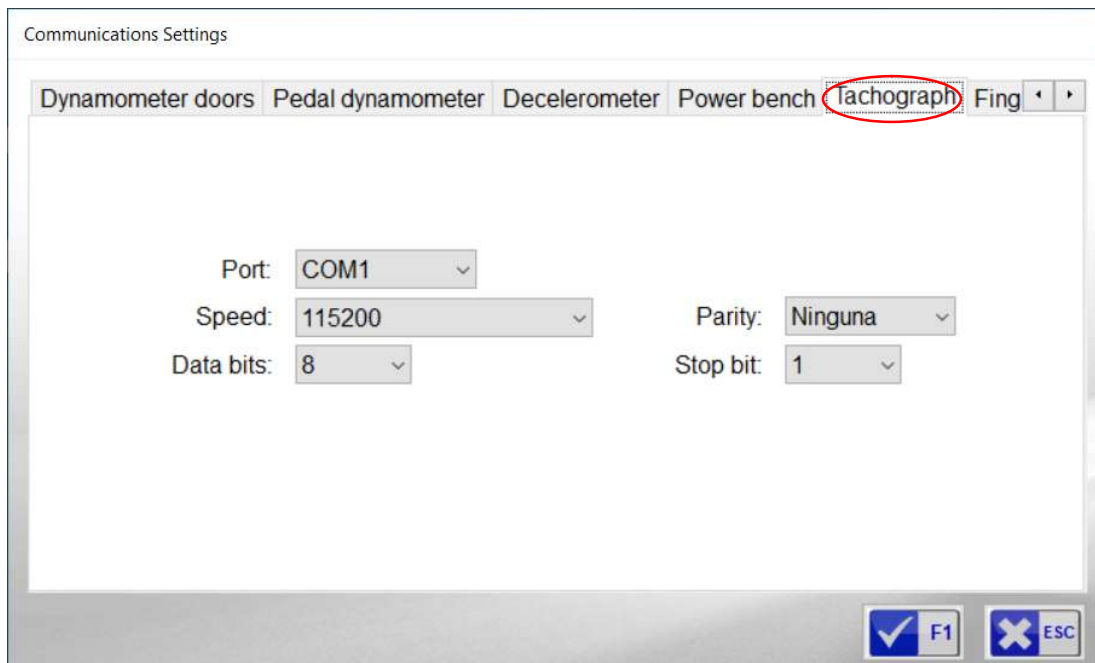 Communications Settings
Dynamometer doors Pedal dynamometer Decelerometer Power bench Tachograph Fing
Port: COM1
Speed: 115200 Parity: Ninguna
Data bits: 8 Stop bit: 1
F1 ESC